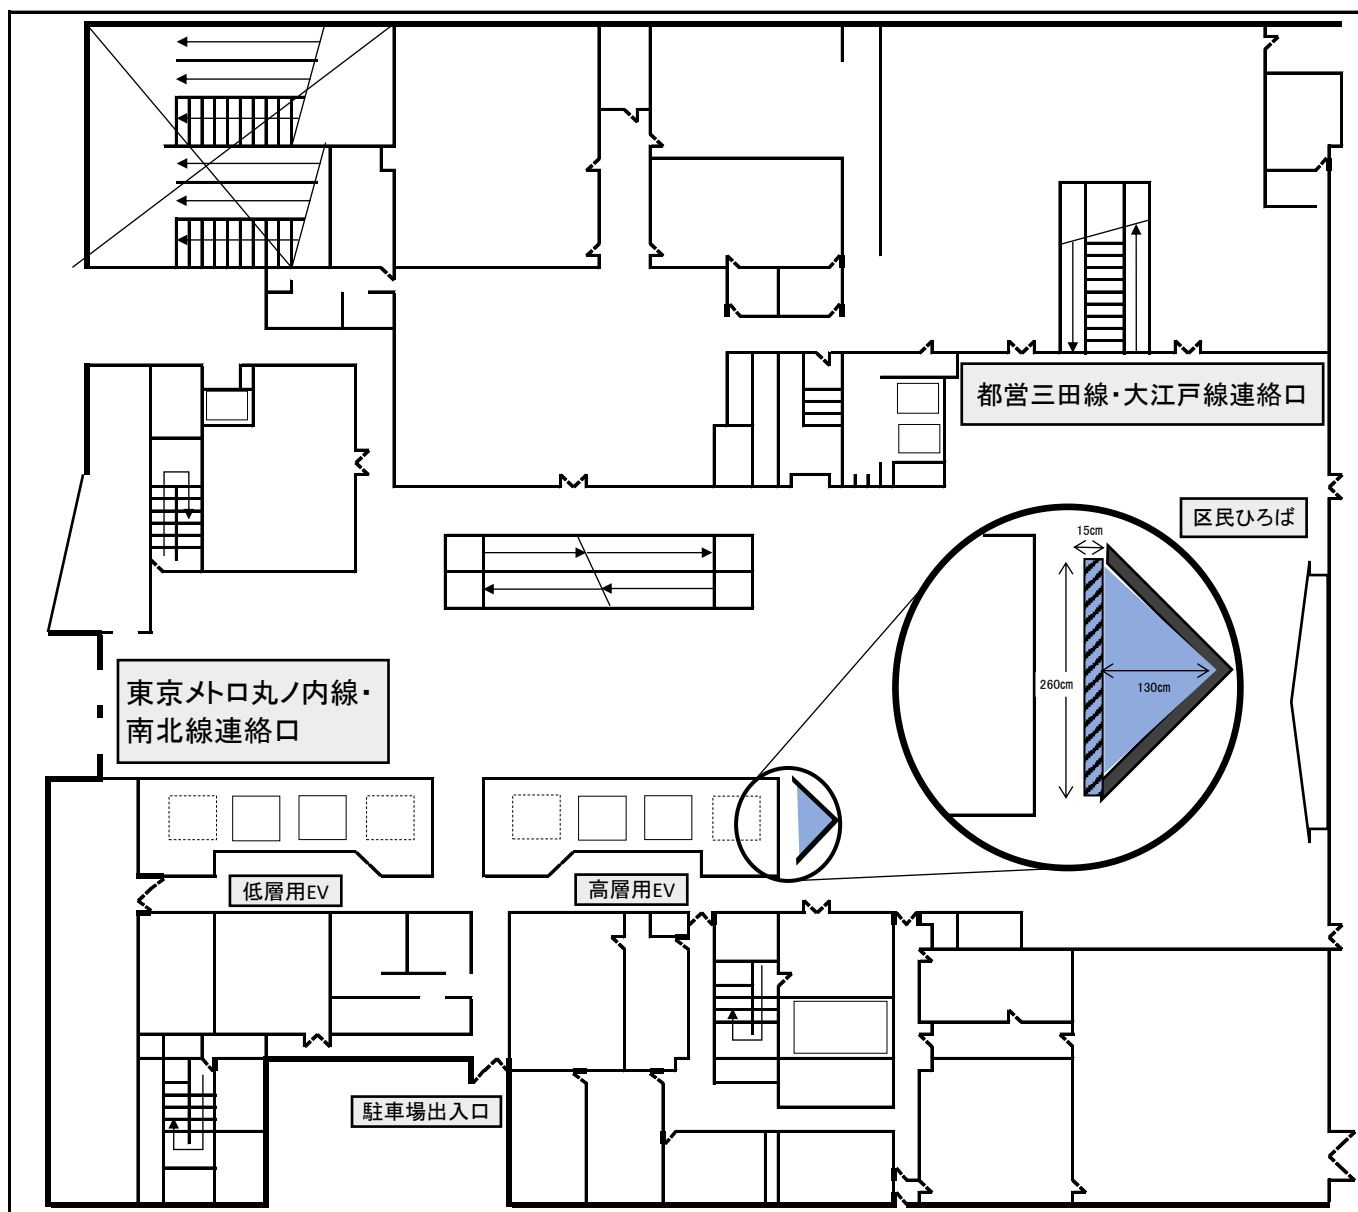 都営三田線・大江戸線連絡口
区民ひろば
15cm
260cm
130cm
東京メトロ丸ノ内線・
南北線連絡口
低層用EV
高層用EV
駐車場出入口